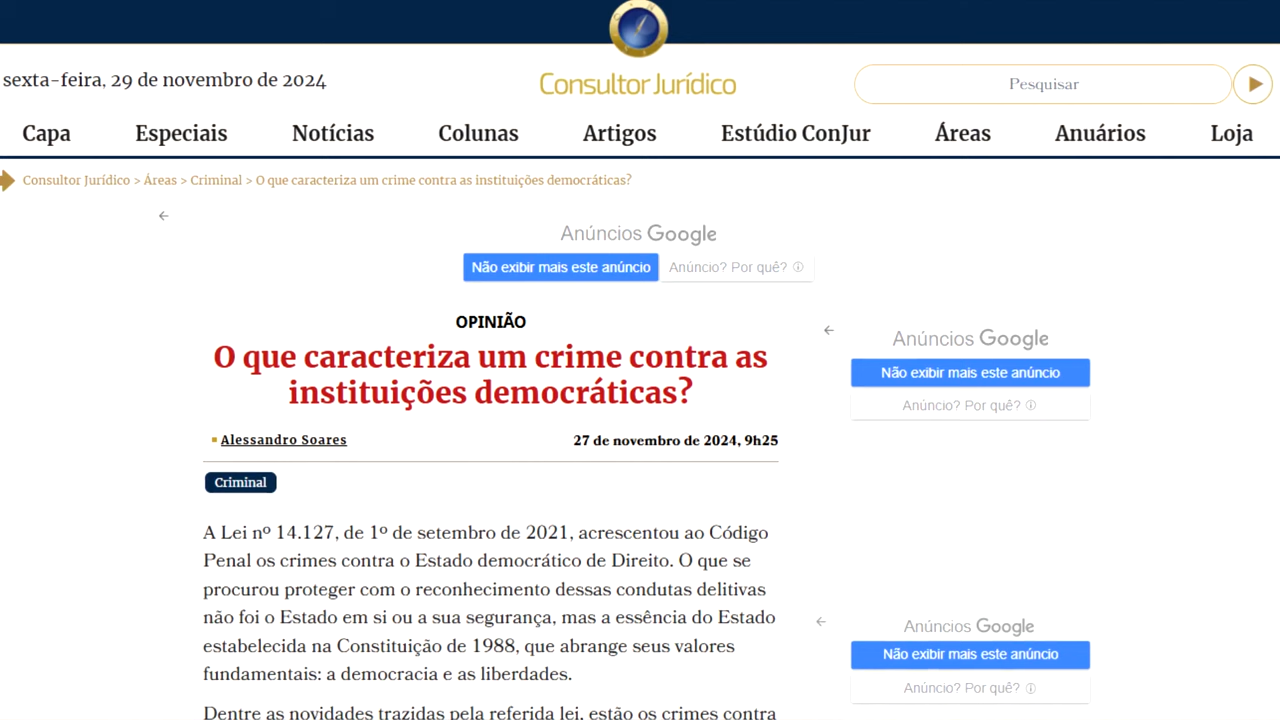 sexta-feira, 29 de novembro de 2024
Consultor Jurídico
Pesquisar
Capa Especiais Notícias Colunas Artigos Estúdio ConJur Áreas Anuários Loja
Consultor Jurídico > Áreas > Criminal > O que caracteriza um crime contra as instituições democráticas?
Anúncios Google
Não exibir mais este anúncio Anúncio? Por quê?
OPINIÃO
O que caracteriza um crime contra as
instituições democráticas?
Alessandro Soares 27 de novembro de 2024, 9h25
Criminal
A Lei nº 14.127, de 1º de setembro de 2021, acrescentou ao Código
Penal os crimes contra o Estado democrático de Direito. O que se
procurou proteger com o reconhecimento dessas condutas delitivas
não foi o Estado em si ou a sua segurança, mas a essência do Estado
estabelecida na Constituição de 1988, que abrange seus valores
fundamentais: a democracia e as liberdades.
Dentre as novidades trazidas pela referida lei, estão os crimes contra
Anúncios Google
Não exibir mais este anúncio
Anúncio? Por quê?
Anúncios Google
Não exibir mais este anúncio
Anúncio? Por quê?